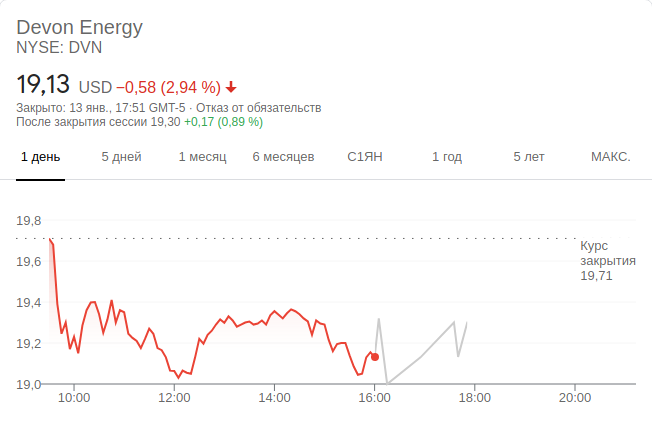 Devon Energy
NYSE: DVN
19,13 USD −0,58 (2,94 %)
Закрыто: 13 янв., 17:51 GMT-5 · Отказ от обязательств
После закрытия сессии 19,30 +0,17 (0,89 %)
1 день 5 дней 1 месяц 6 месяцев С1ЯН 1 год 5 лет МАКС.
19,8
Курс
закрытия
19,71
19,6
19,4
19,2
19,0
10:00 12:00 14:00 16:00 18:00 20:00